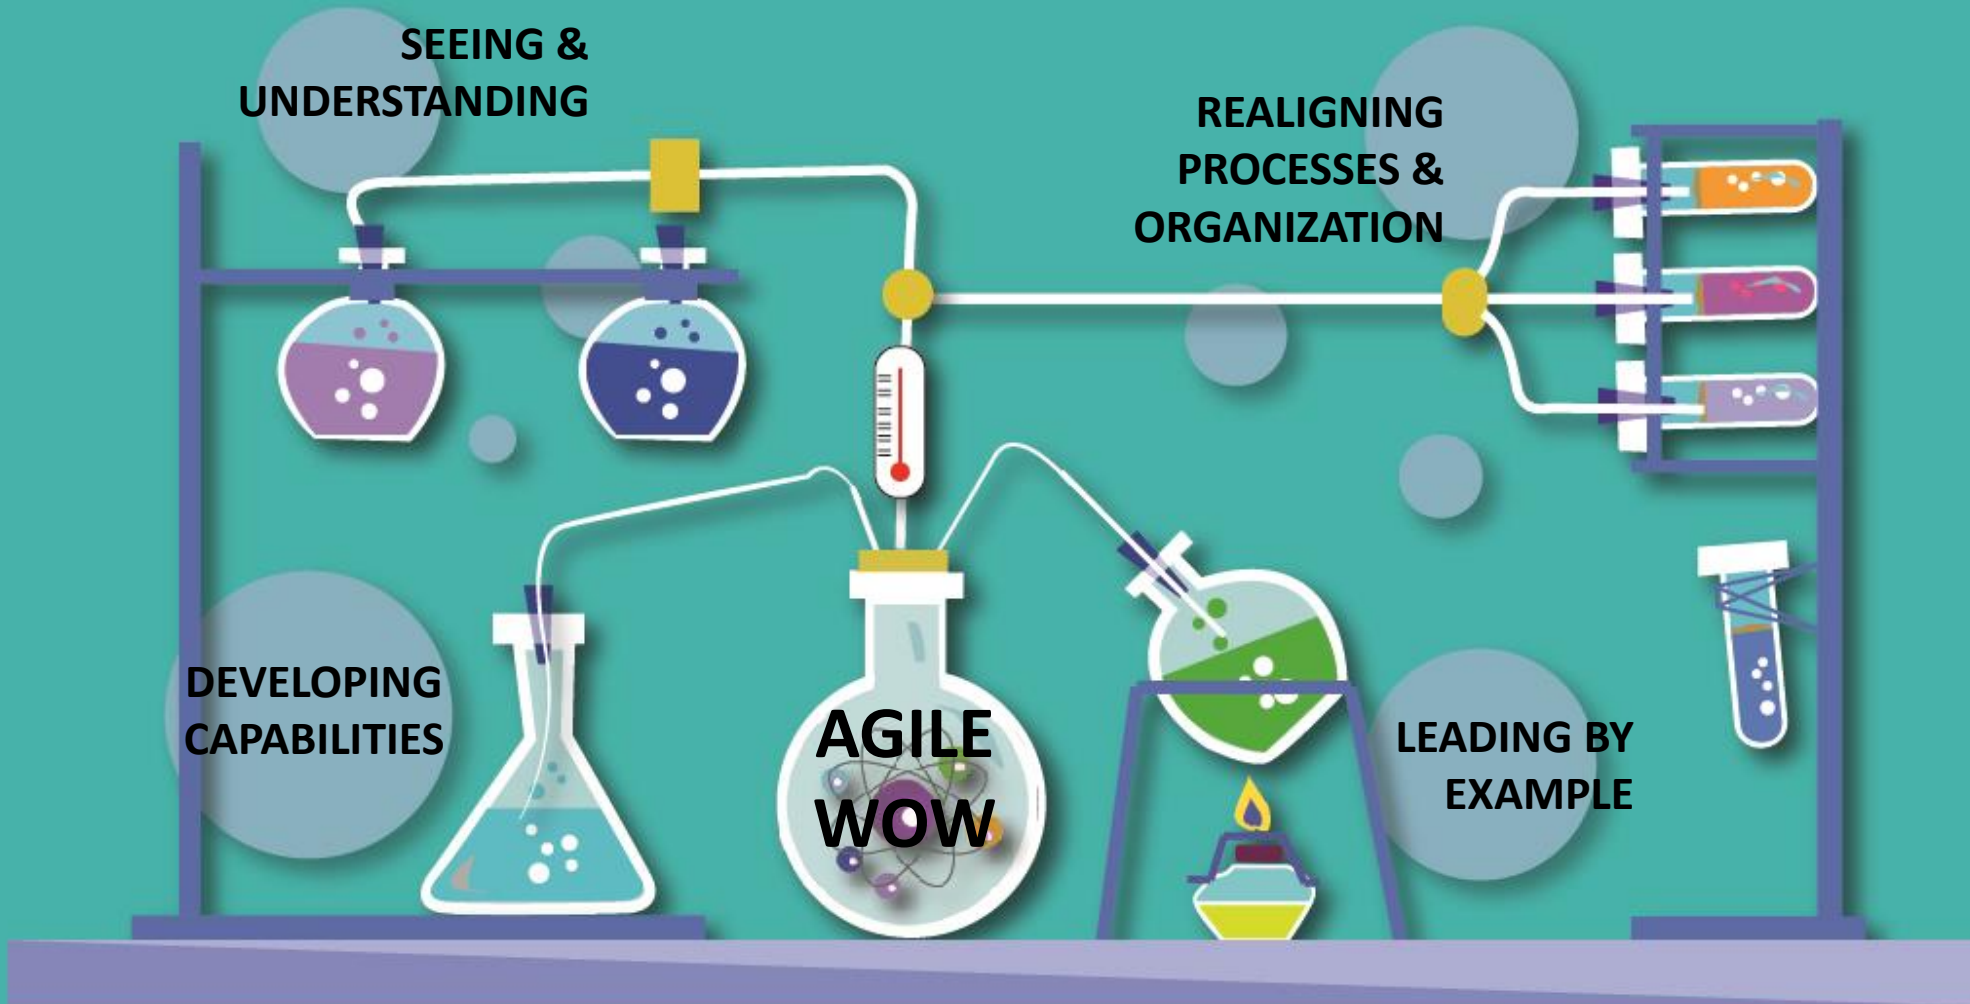 SEEING &
UNDERSTANDING
REALIGNING
PROCESSES &
ORGANIZATION
DEVELOPING
CAPABILITIES
AGILE
WOW
LEADING BY
EXAMPLE